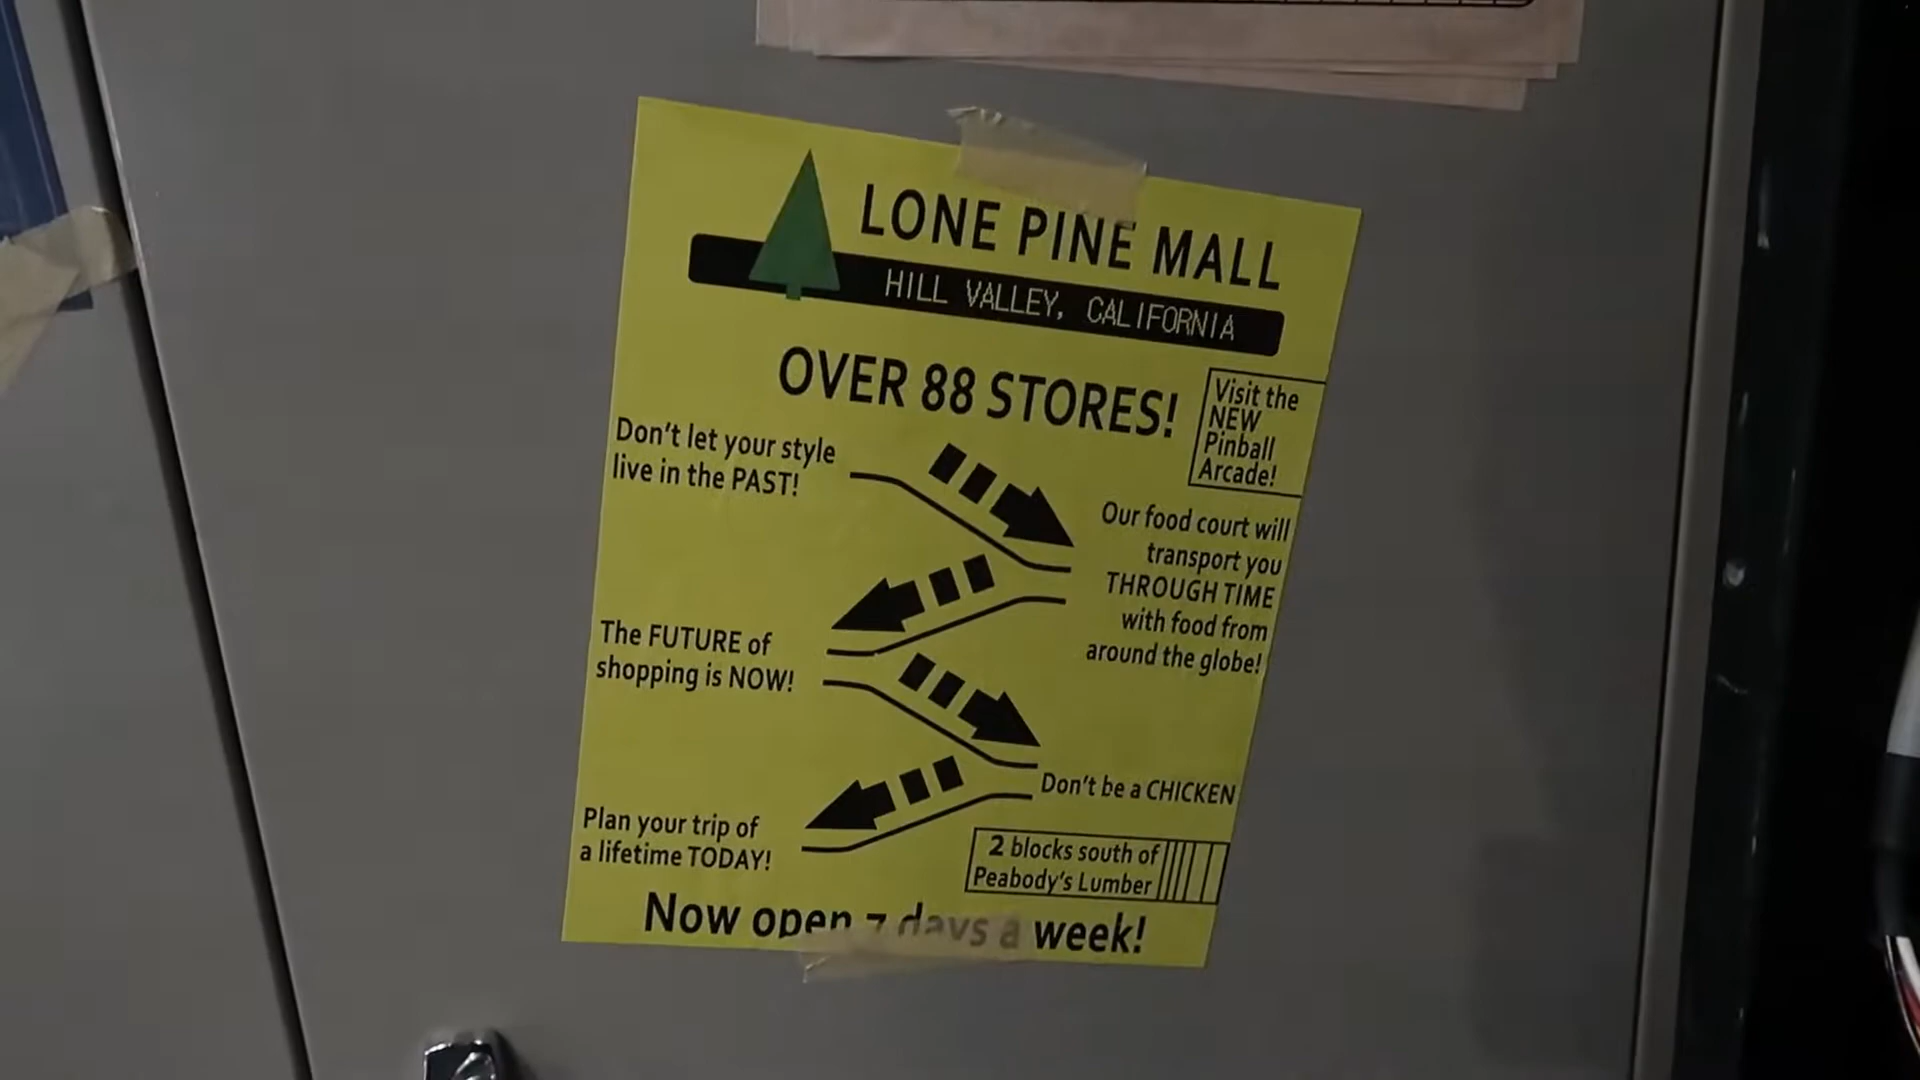 LONE PINE MALL
HILL VALLEY, CALIFORNIA
OVER 88 STORES!
Visit the
NEW
Pinball
Arcade!
Don't let your style
live in the PAST!
Our food court will
transport you
THROUGH TIME
with food from
around the globe!
The FUTURE of
shopping is NOW!
Don't be a CHICKEN
Plan your trip of
a lifetime TODAY!
2 blocks south of
Peabody's Lumber
Now open 7 days a week!